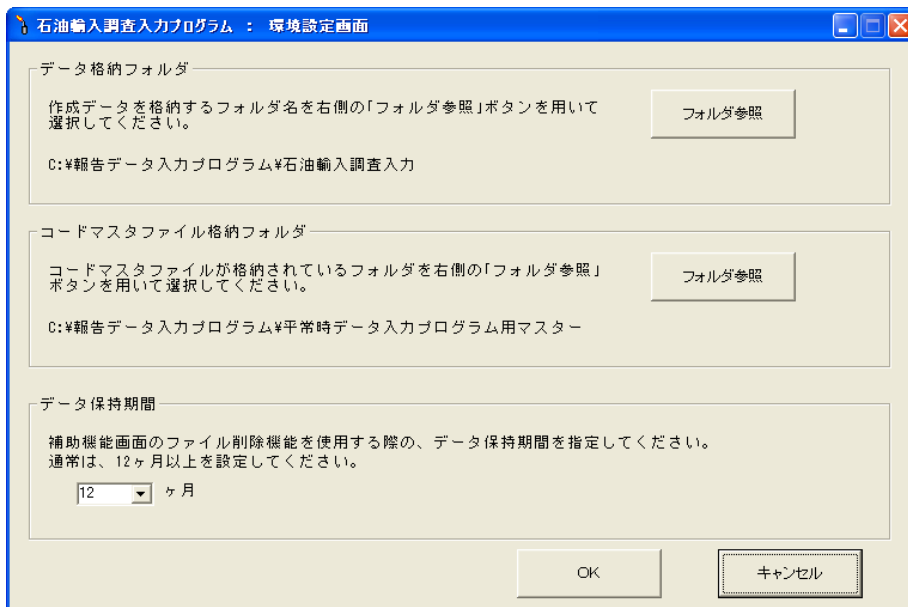 石油輸入調査入力プログラム ： 環境設定画面
データ格納フォルダ
作成データを格納するフォルダ名を右側の「フォルダ参照」ボタンを用いて
選択してください。
フォルダ参照
C:¥報告データ入力プログラム¥石油輸入調査入力
コードマスタファイル格納フォルダ
コードマスタファイルが格納されているフォルダを右側の「フォルダ参照」
ボタンを用いて選択してください。
フォルダ参照
C:¥報告データ入力プログラム¥平常時データ入力プログラム用マスター
データ保持期間
補助機能画面のファイル削除機能を使用する際の、データ保持期間を指定してください。
通常は、12ヶ月以上を設定してください。
12 ヶ月
OK キャンセル